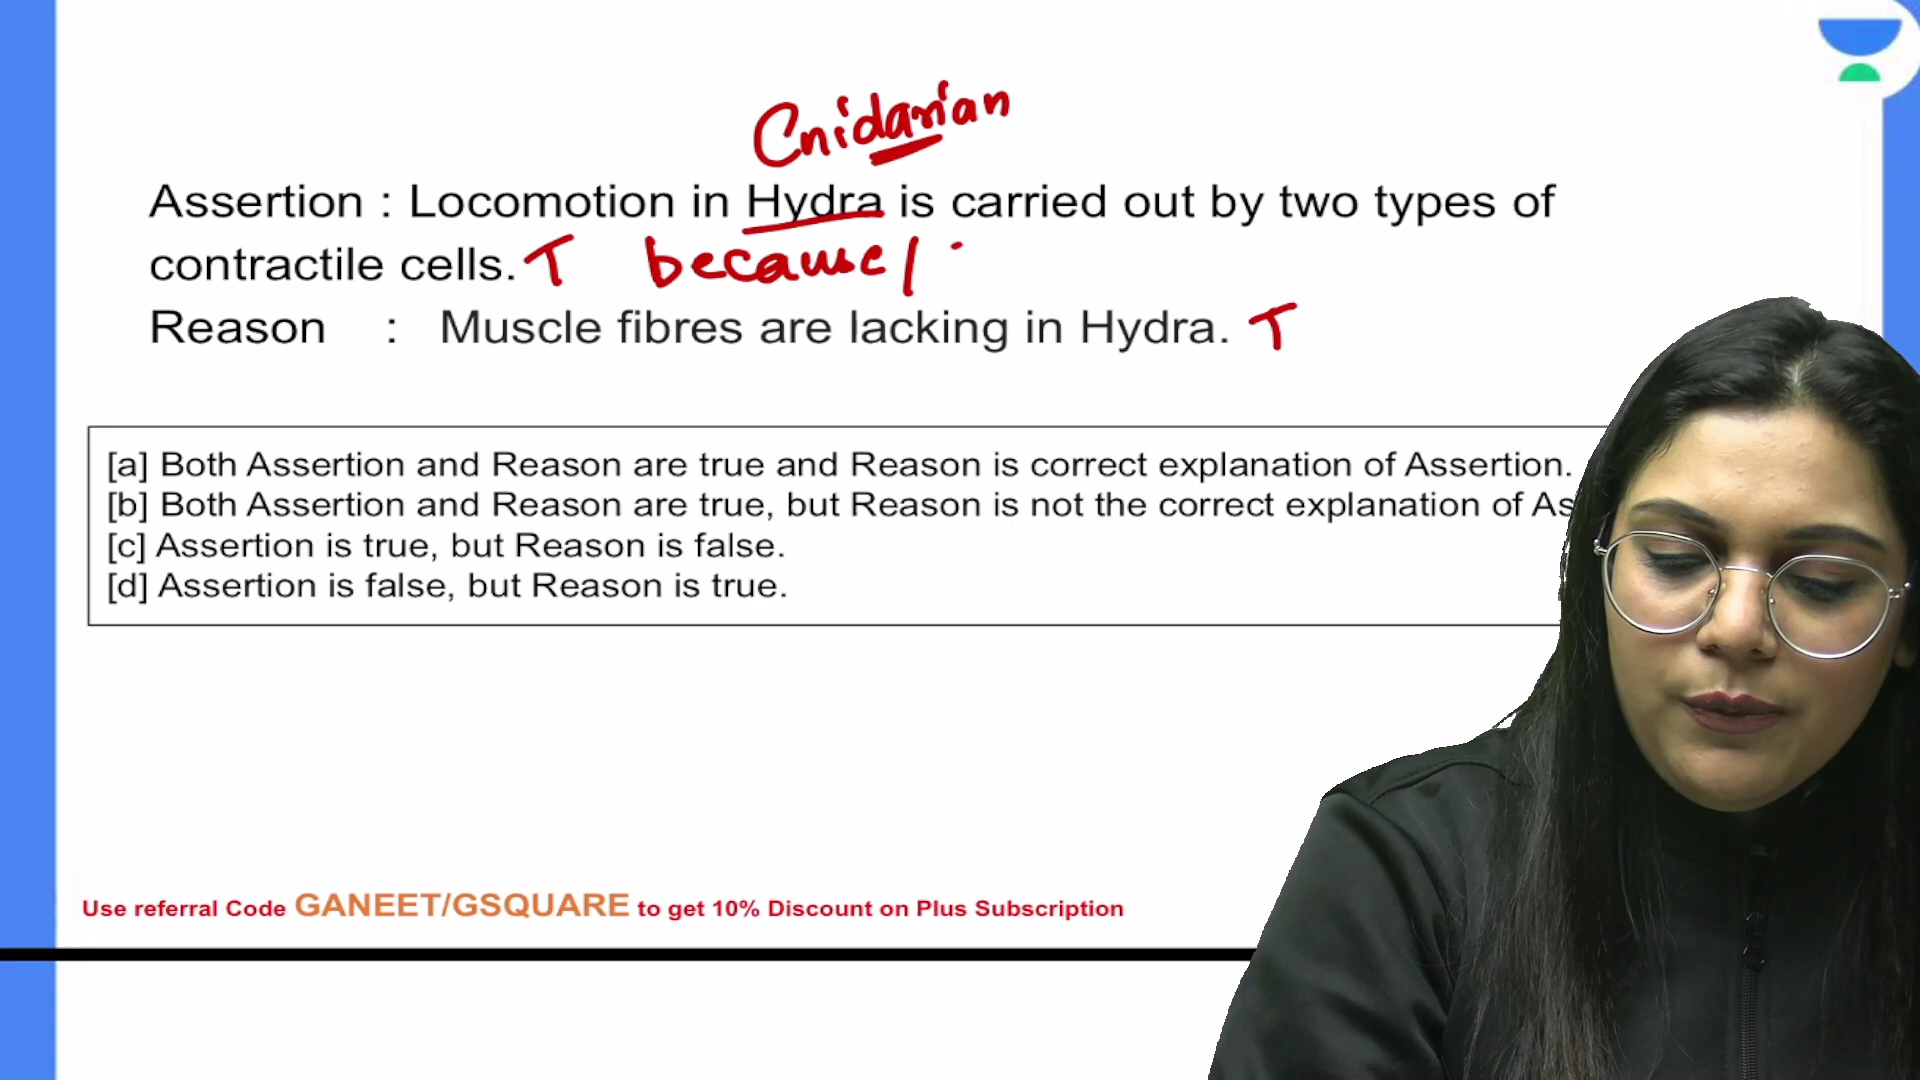 Cnidarian
Assertion : Locomotion in Hydra is carried out by two types of
contractile cells. T because /
Reason : Muscle fibres are lacking in Hydra. T
[a] Both Assertion and Reason are true and Reason is correct explanation of Assertion.
[b] Both Assertion and Reason are true, but Reason is not the correct explanation of As
[c] Assertion is true, but Reason is false.
[d] Assertion is false, but Reason is true.
Use referral Code GANEET/GSQUARE to get 10% Discount on Plus Subscription